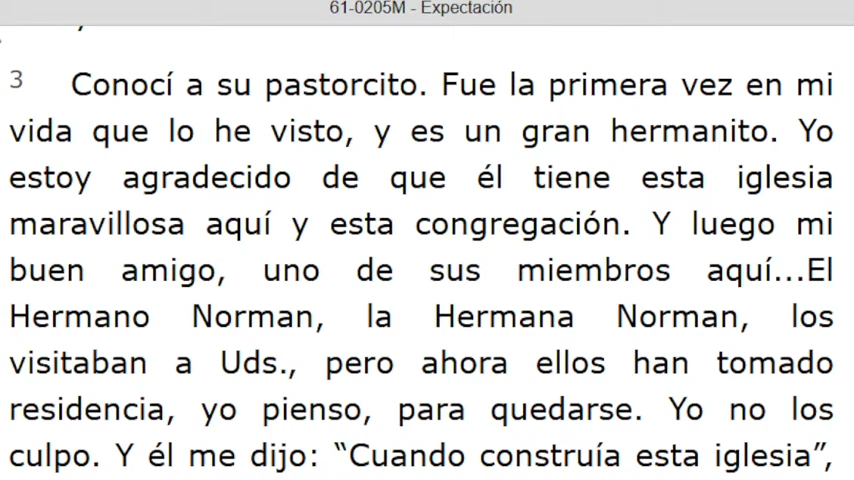 61-0205M - Expectación
3 Conocí a su pastorcito. Fue la primera vez en mi
vida que lo he visto, y es un gran hermanito. Yo
estoy agradecido de que él tiene esta iglesia
maravillosa aquí y esta congregación. Y luego mi
buen amigo, uno de sus miembros aquí...El
Hermano Norman, la Hermana Norman, los
visitaban a Uds., pero ahora ellos han tomado
residencia, yo pienso, para quedarse. Yo no los
culpo. Y él me dijo: “Cuando construía esta iglesia”,